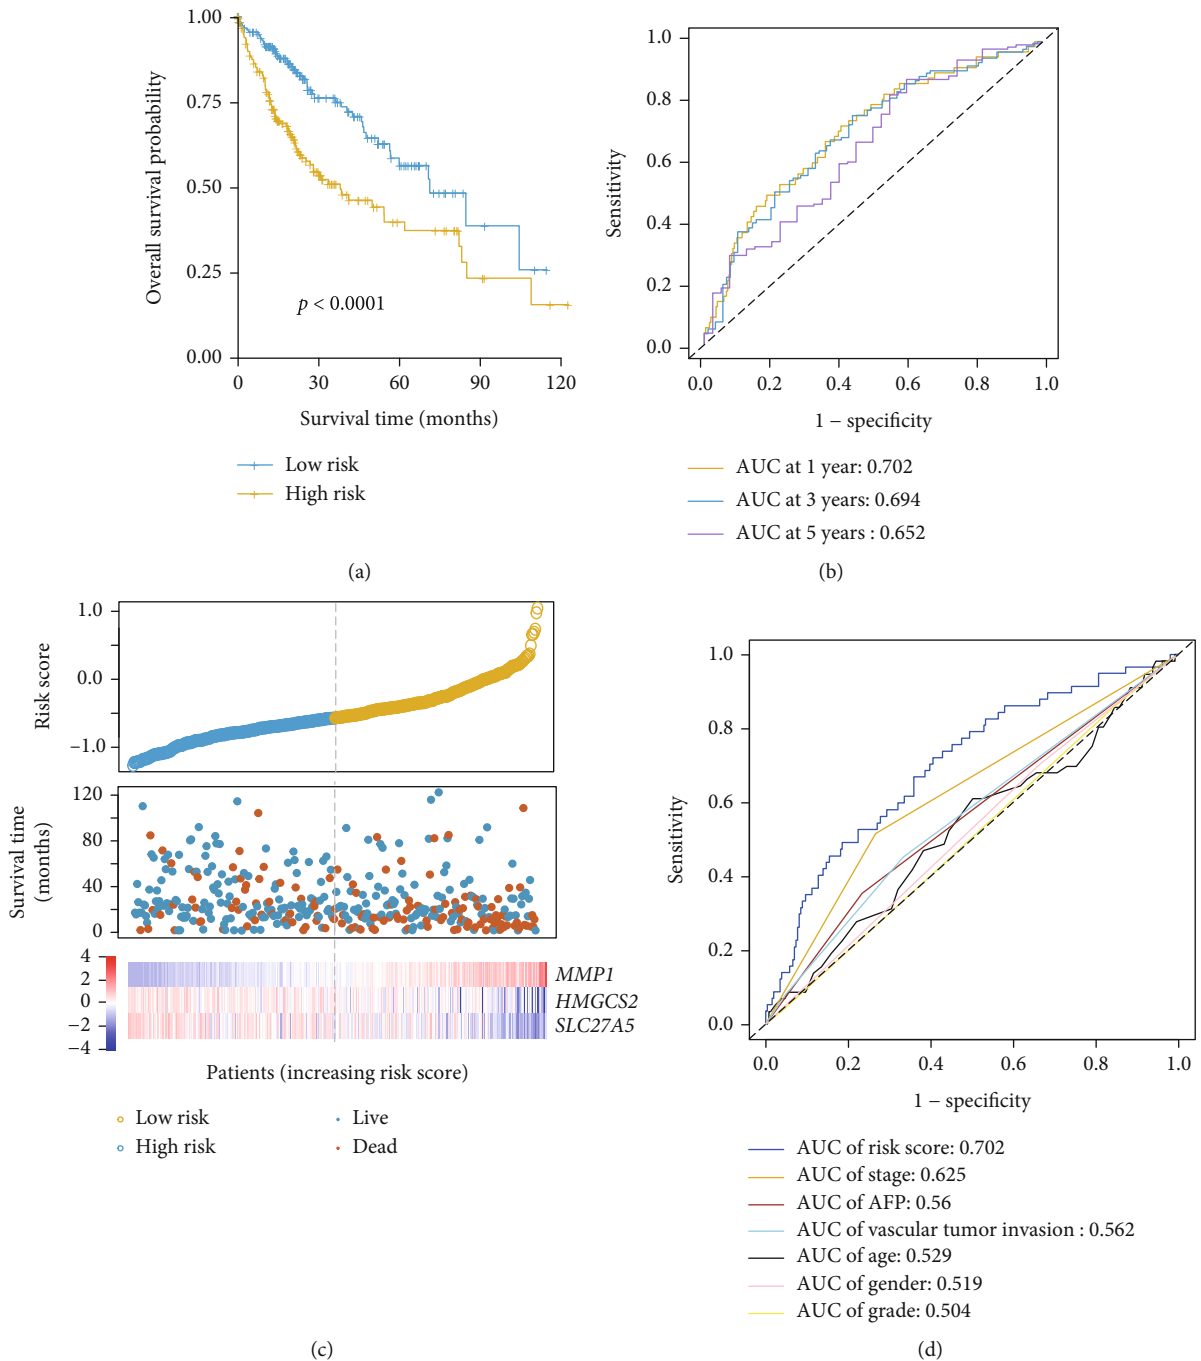 1.00
0.75
0.50
0.25
0.00
Overall survival probability
p < 0.0001
0 30 60 90 120
Survival time (months)
Low risk
High risk
(a)
1.0
0.8
0.6
0.4
0.2
0.0
Sensitivity
0.0 0.2 0.4 0.6 0.8 1.0
1 − specificity
AUC at 1 year: 0.702
AUC at 3 years: 0.694
AUC at 5 years : 0.652
(b)
1.0
0.0
−1.0
Risk score
120
80
40
0
Survival time
(months)
4
2
0
−2
−4
MMP1
HMGCS2
SLC27A5
Patients (increasing risk score)
Low risk
High risk
Live
Dead
(c)
1.0
0.8
0.6
0.4
0.2
0.0
Sensitivity
0.0 0.2 0.4 0.6 0.8 1.0
1 − specificity
AUC of risk score: 0.702
AUC of stage: 0.625
AUC of AFP: 0.56
AUC of vascular tumor invasion : 0.562
AUC of age: 0.529
AUC of gender: 0.519
AUC of grade: 0.504
(d)